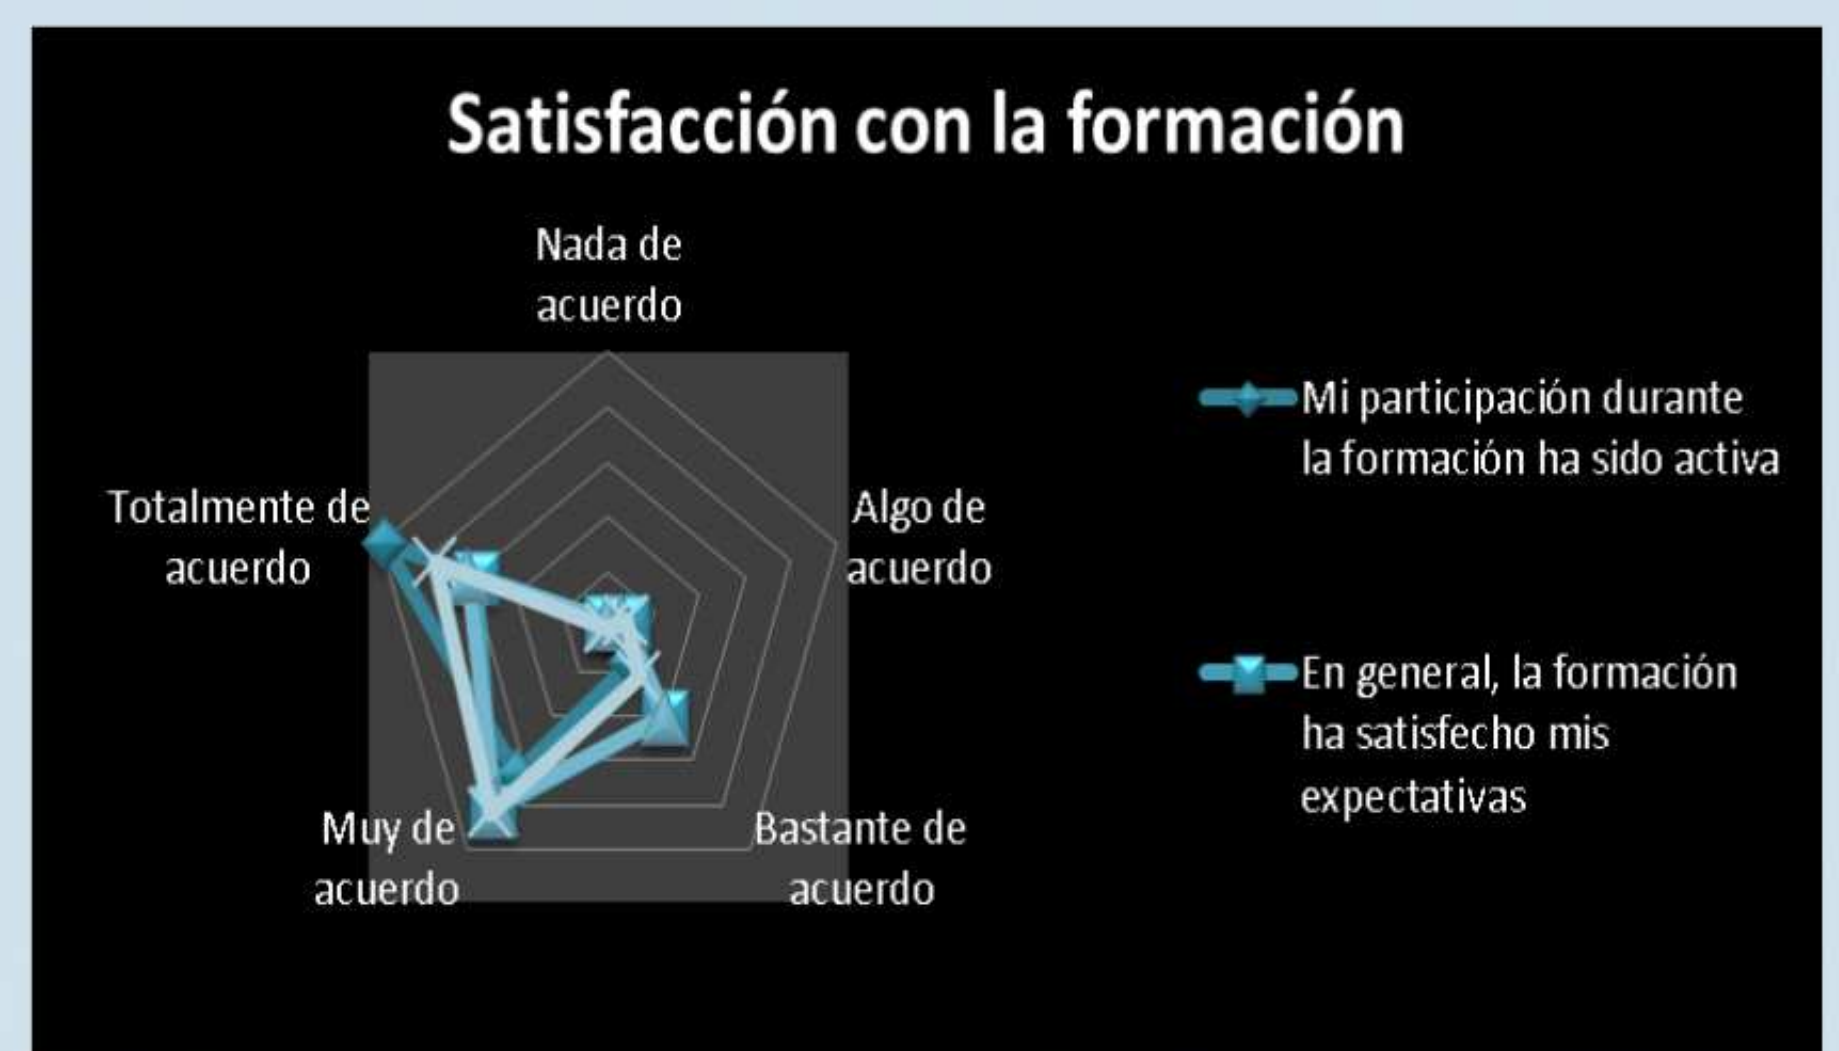 Satisfacción con la formación
Nada de
acuerdo
Totalmente de
acuerdo
Algo de
acuerdo
Muy de
acuerdo
Bastante de
acuerdo
Mi participación durante
la formación ha sido activa
En general, la formación
ha satisfecho mis
expectativas